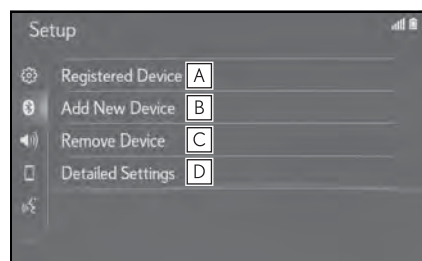 Setup
Registered Device A
Add New Device B
Remove Device C
Detailed Settings D